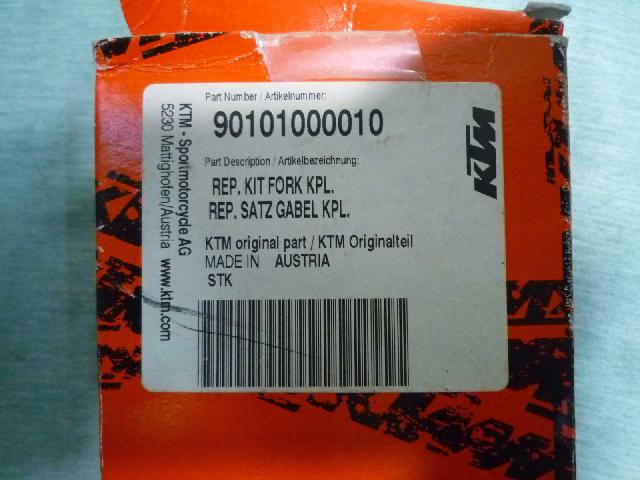 Part Number / Artikelnummer:
90101000010
Part Description / Artikelbezeichnung:
REP. KIT FORK KPL.
REP. SATZ GABEL KPL.
KTM original part / KTM Originalteil
MADE IN AUSTRIA
STK
KTM - Sportmotorcycle AG
5230 Mattighofen/Austria www.ktm.com
KTM